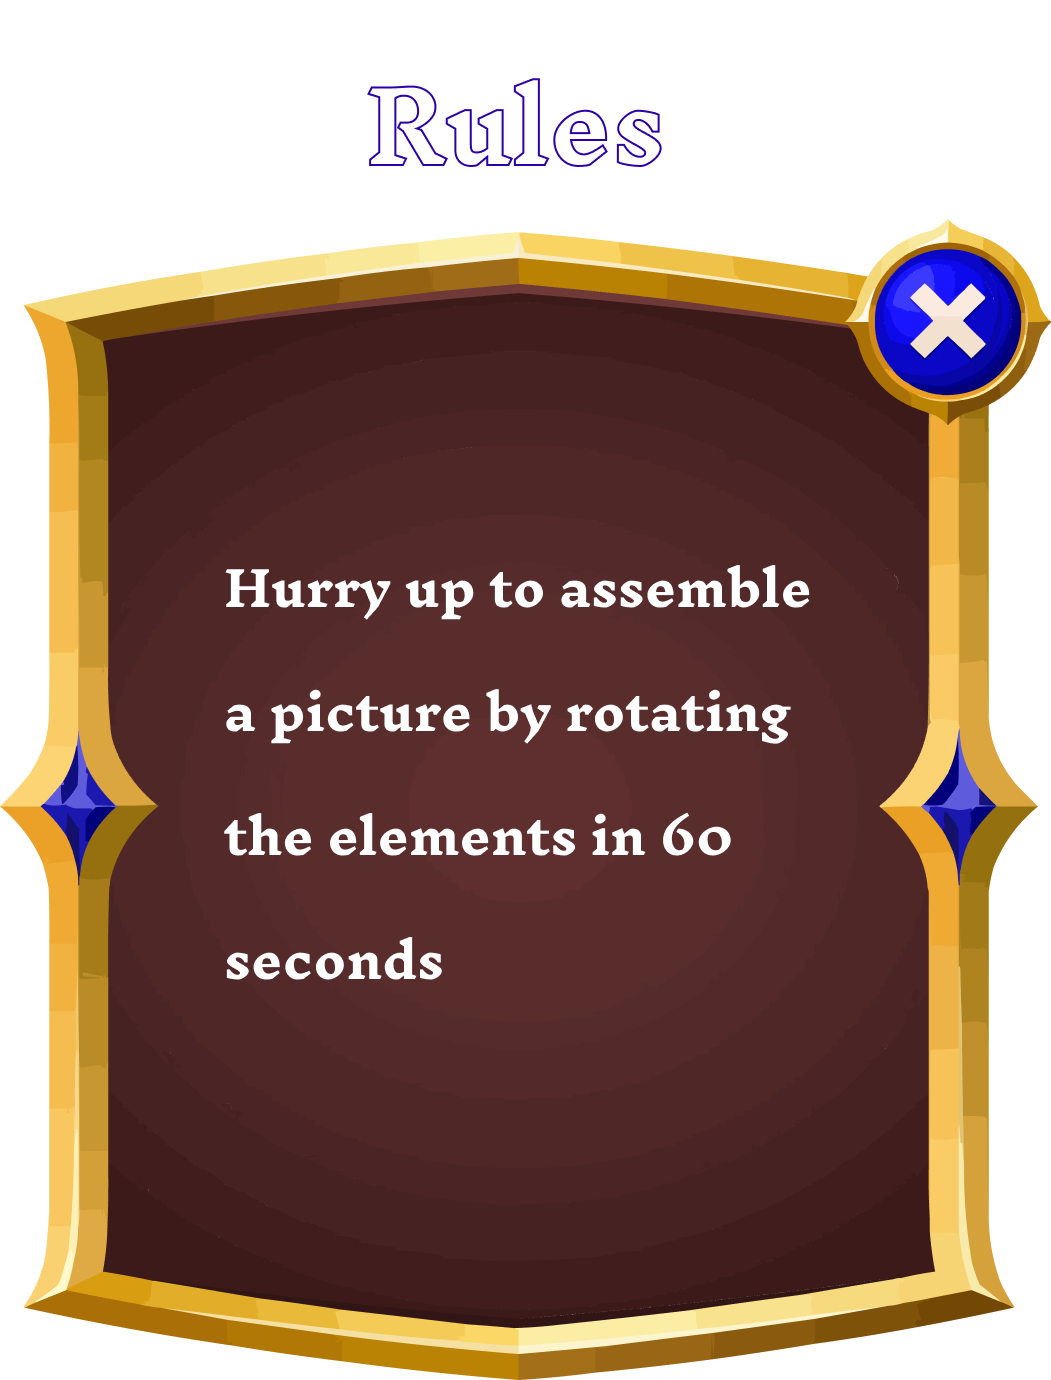 Rules
Hurry up to assemble
a picture by rotating
the elements in 60
seconds